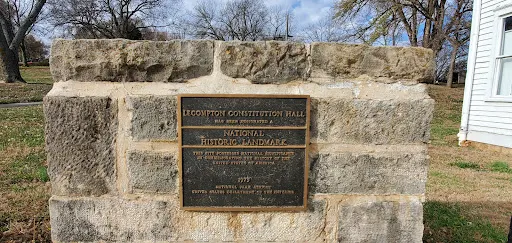 LECOMPTON CONSTITUTION HALL
HAS BEEN DESIGNATED A
NATIONAL
HISTORIC LANDMARK
THIS SITE POSSESSES NATIONAL SIGNIFICANCE
IN COMMEMORATING THE HISTORY OF THE
UNITED STATES OF AMERICA
1975
NATIONAL PARK SERVICE
UNITED STATES DEPARTMENT OF THE INTERIOR